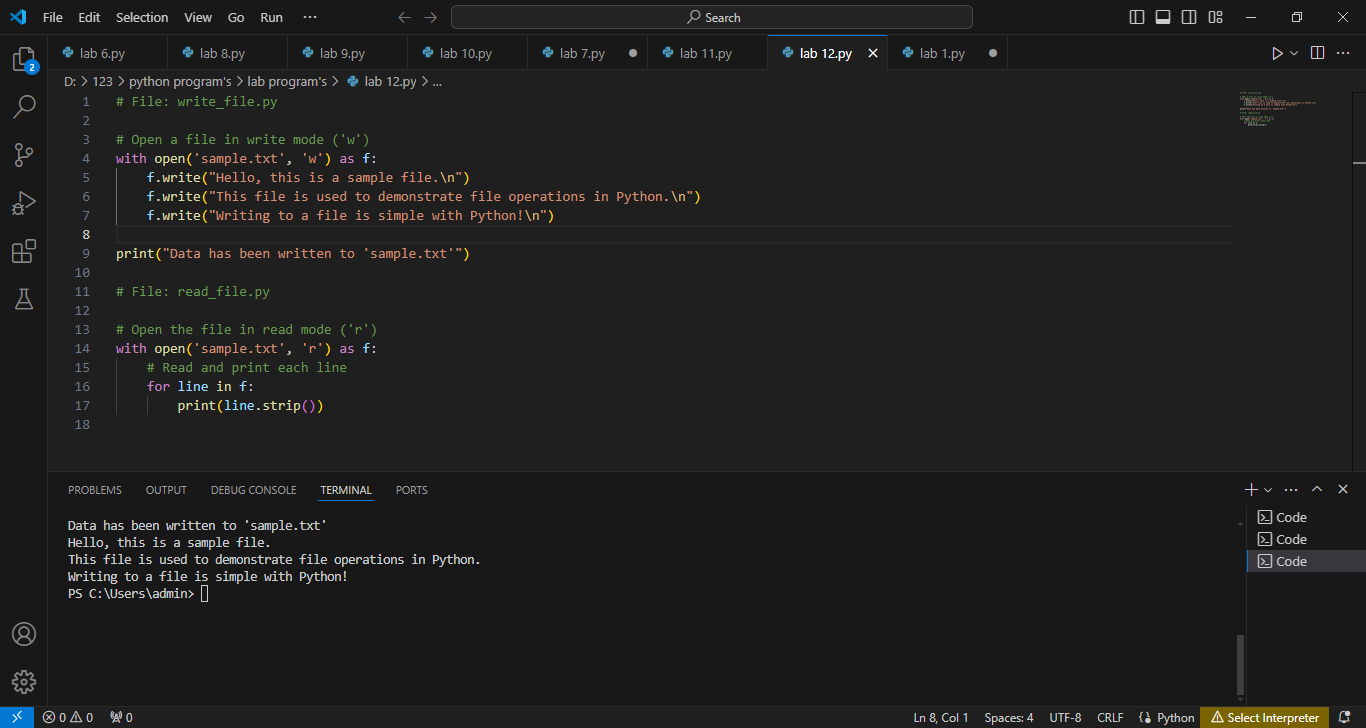 File Edit Selection View Go Run ··· Search
lab 6.py lab 8.py lab 9.py lab 10.py lab 7.py lab 11.py lab 12.py lab 1.py
D: > 123 > python program's > lab program's > lab 12.py > ...
1 # File: write_file.py
2
3 # Open a file in write mode ('w')
4 with open('sample.txt', 'w') as f:
5 f.write("Hello, this is a sample file.\n")
6 f.write("This file is used to demonstrate file operations in Python.\n")
7 f.write("Writing to a file is simple with Python!\n")
8
9 print("Data has been written to 'sample.txt'")
10
11 # File: read_file.py
12
13 # Open the file in read mode ('r')
14 with open('sample.txt', 'r') as f:
15 # Read and print each line
16 for line in f:
17 print(line.strip())
18
PROBLEMS OUTPUT DEBUG CONSOLE TERMINAL PORTS
Data has been written to 'sample.txt'
Hello, this is a sample file.
This file is used to demonstrate file operations in Python.
Writing to a file is simple with Python!
PS C:\Users\admin>
Code
Code
Code
2
0 0 0 Ln 8, Col 1 Spaces: 4 UTF-8 CRLF Python Select Interpreter